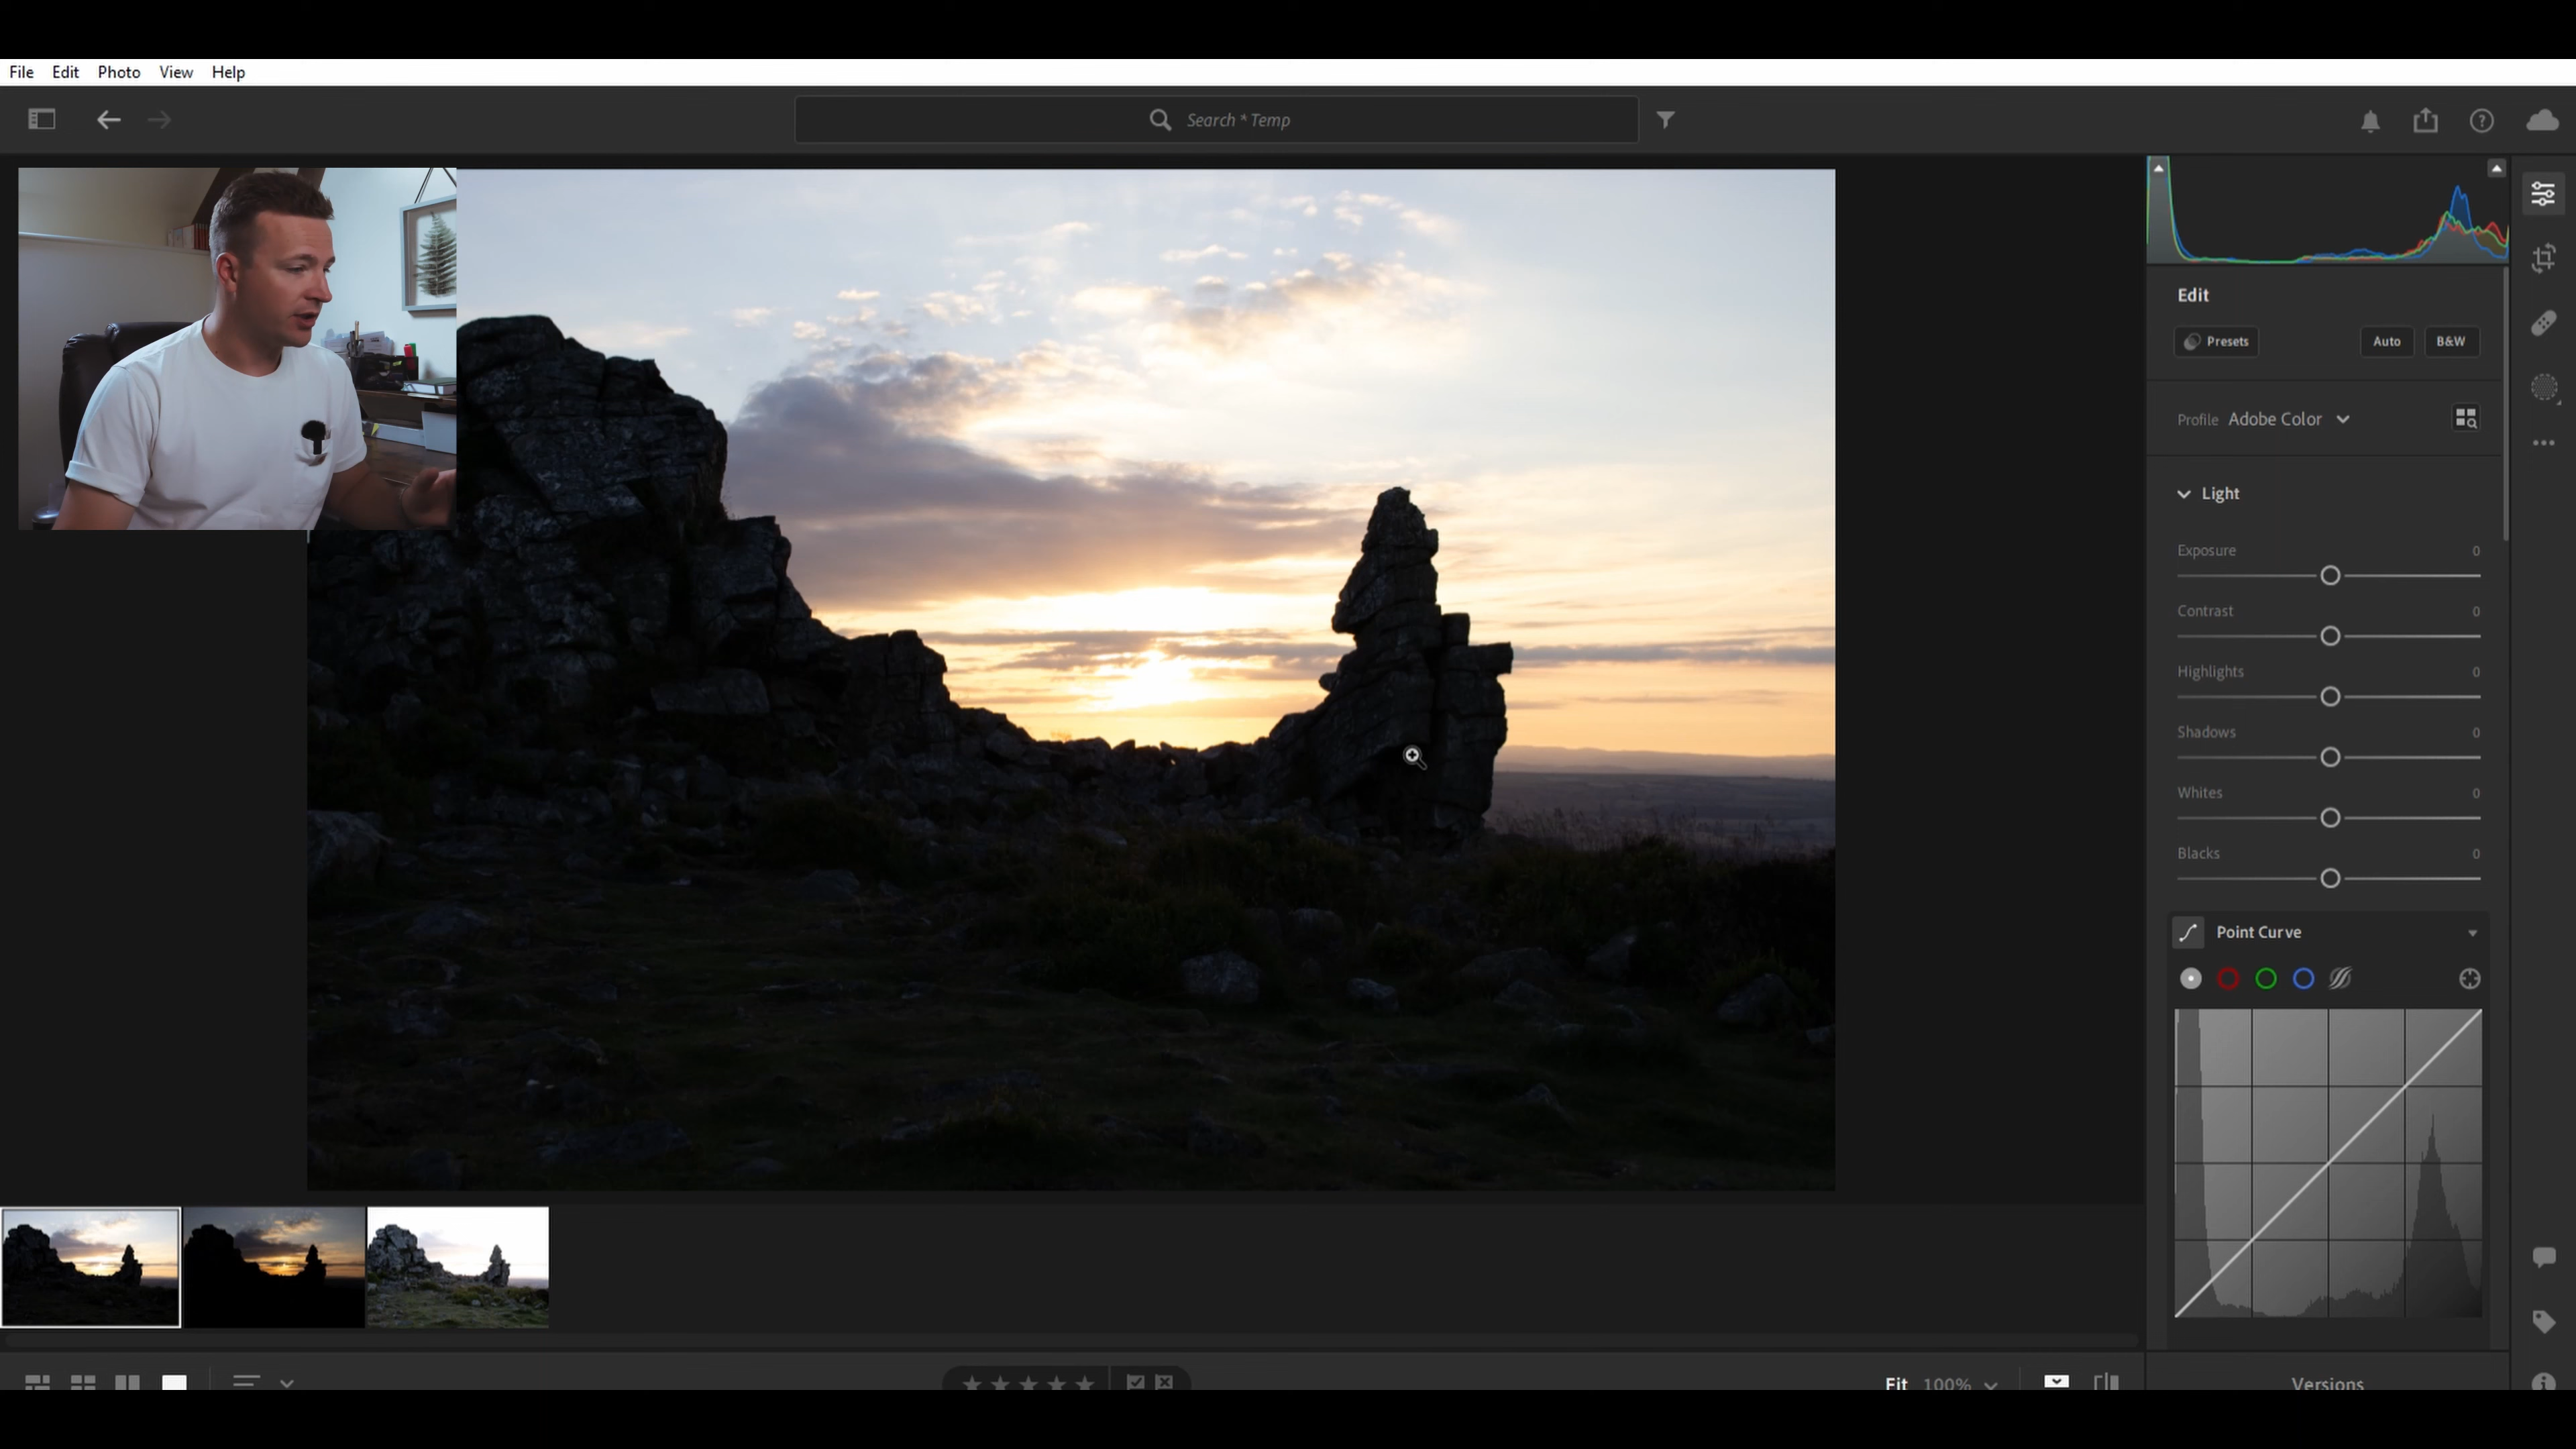 File Edit Photo View Help
Search * Temp
Edit
Presets Auto B&W
Profile Adobe Color
Light
Exposure 0
Contrast 0
Highlights 0
Shadows 0
Whites 0
Blacks 0
Point Curve
Fit 100% Versions